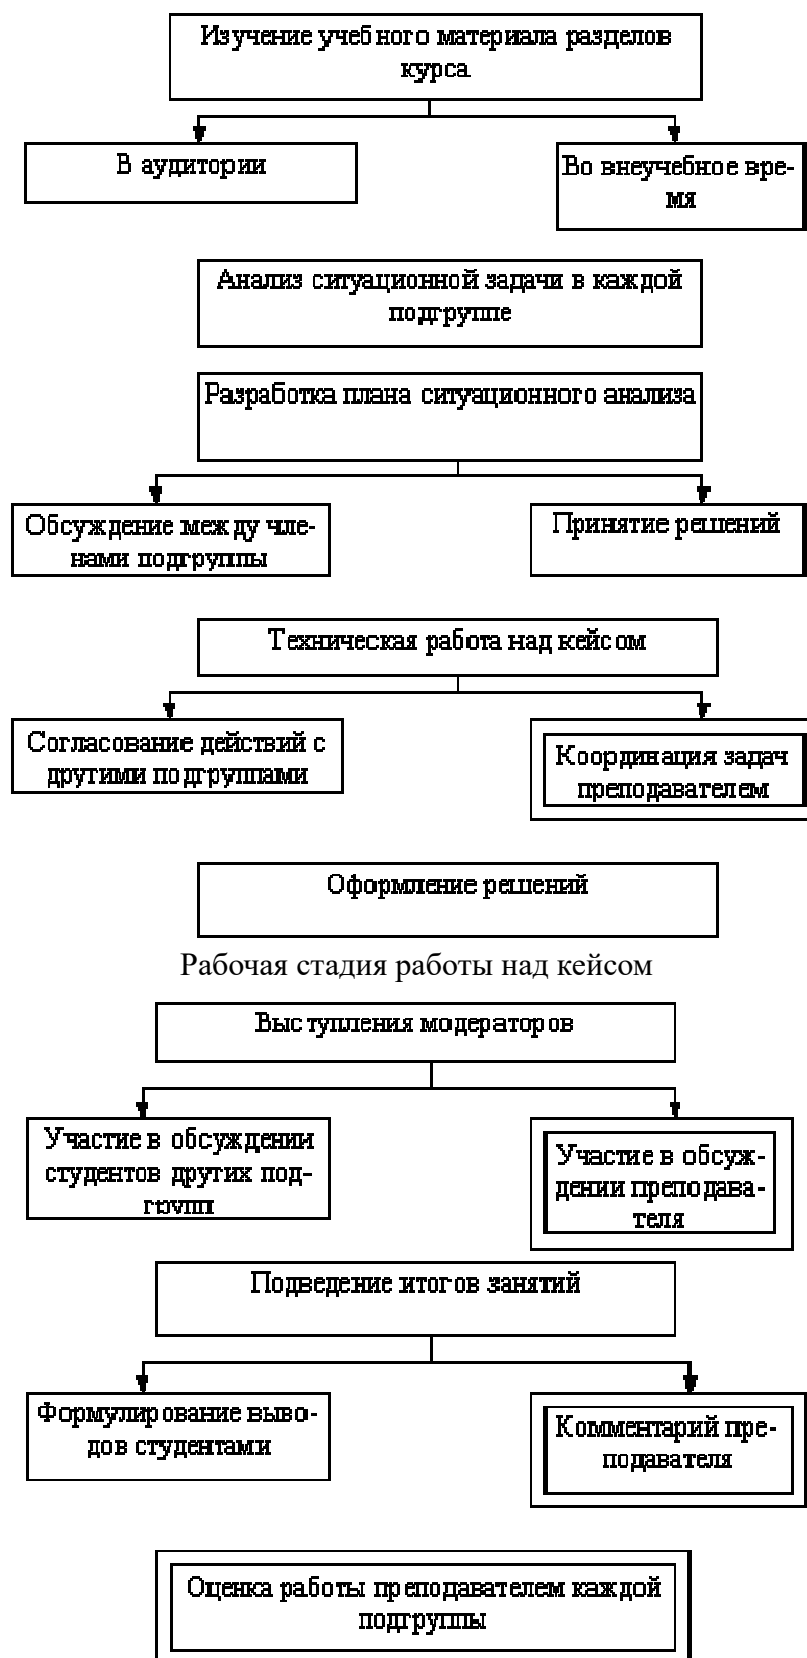 Изучение учебного материала разделов
курса
В аудитории
Во внеучебное вре-
мя
Анализ ситуационной задачи в каждой
подгруппе
Разработка плана ситуационного анализа
Обсуждение между чле-
нами подгруппы
Принятие решений
Техническая работа над кейсом
Согласование действий с
другими подгруппами
Координация задач
преподавателем
Оформление решений
Рабочая стадия работы над кейсом
Выступления модераторов
Участие в обсуждении
студентов других под-
групп
Участие в обсуж-
дении преподава-
теля
Подведение итогов занятий
Формулирование выво-
дов студентами
Комментарий пре-
подавателя
Оценка работы преподавателем каждой
подгруппы